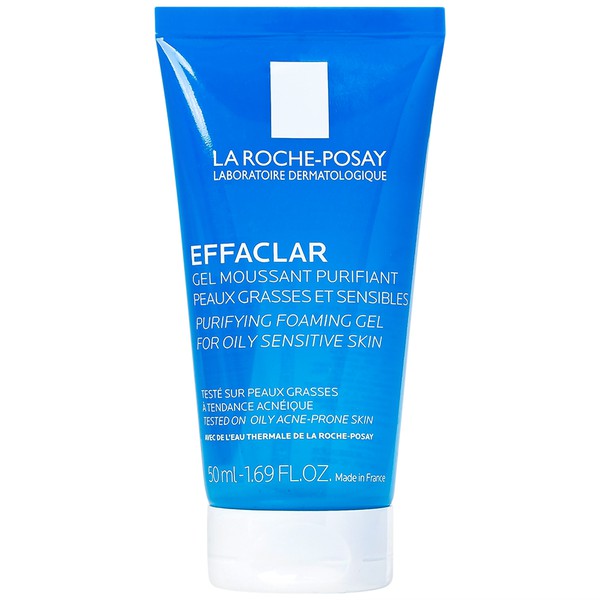 LA ROCHE-POSAY
LABORATOIRE DERMATOLOGIQUE
EFFACLAR
GEL MOUSSANT PURIFIANT
PEAUX GRASSES ET SENSIBLES
PURIFYING FOAMING GEL
FOR OILY SENSITIVE SKIN
TESTÉ SUR PEAUX GRASSES
À TENDANCE ACNÉIQUE
TESTED ON OILY ACNE-PRONE SKIN
AVEC DE L'EAU THERMALE DE LA ROCHE-POSAY
50 ml-1.69 FL.OZ. Made in France